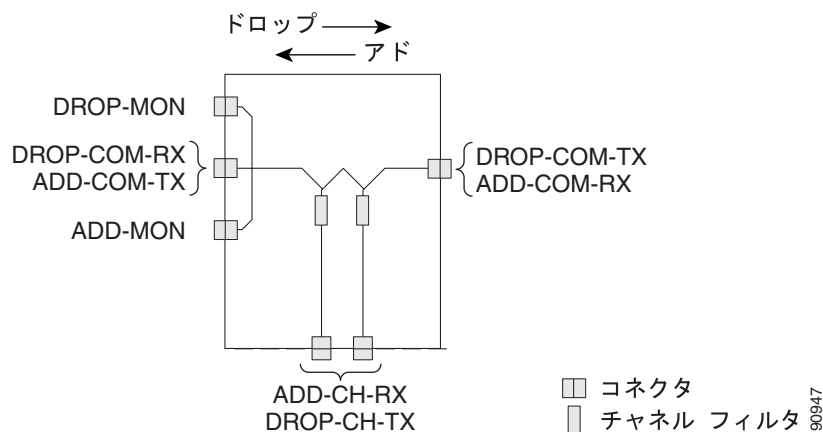 ドロップ
アド
DROP-MON
DROP-COM-RX
ADD-COM-TX
ADD-MON
DROP-COM-TX
ADD-COM-RX
ADD-CH-RX
DROP-CH-TX
コネクタ
チャネル フィルタ
90947